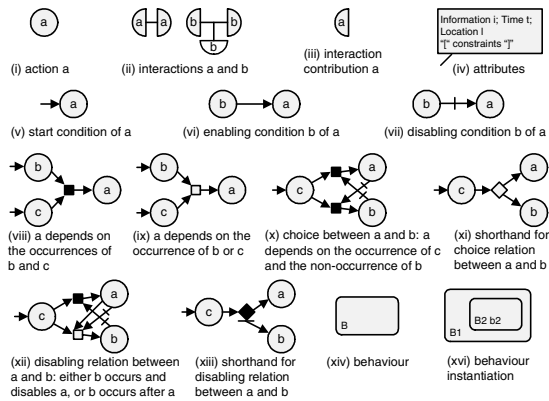 a
a a
b b
b
a
Information i; Time t;
Location l
"[" constraints "]"
(i) action a
(ii) interactions a and b
(iii) interaction
contribution a
(iv) attributes
a
b a
b a
(v) start condition of a
(vi) enabling condition b of a
(vii) disabling condition b of a
b
c
a
b
c
a
c
a
b
c
a
b
(viii) a depends on
the occurrences of
b and c
(ix) a depends on the
occurrence of b or c
(x) choice between a and b: a
depends on the occurrence of c
and the non-occurrence of b
(xi) shorthand for
choice relation
between a and b
c
a
b
c
a
b
B
B2 b2
B1
(xii) disabling relation between
a and b: either b occurs and
disables a, or b occurs after a
(xiii) shorthand for
disabling relation
between a and b
(xiv) behaviour
(xvi) behaviour
instantiation